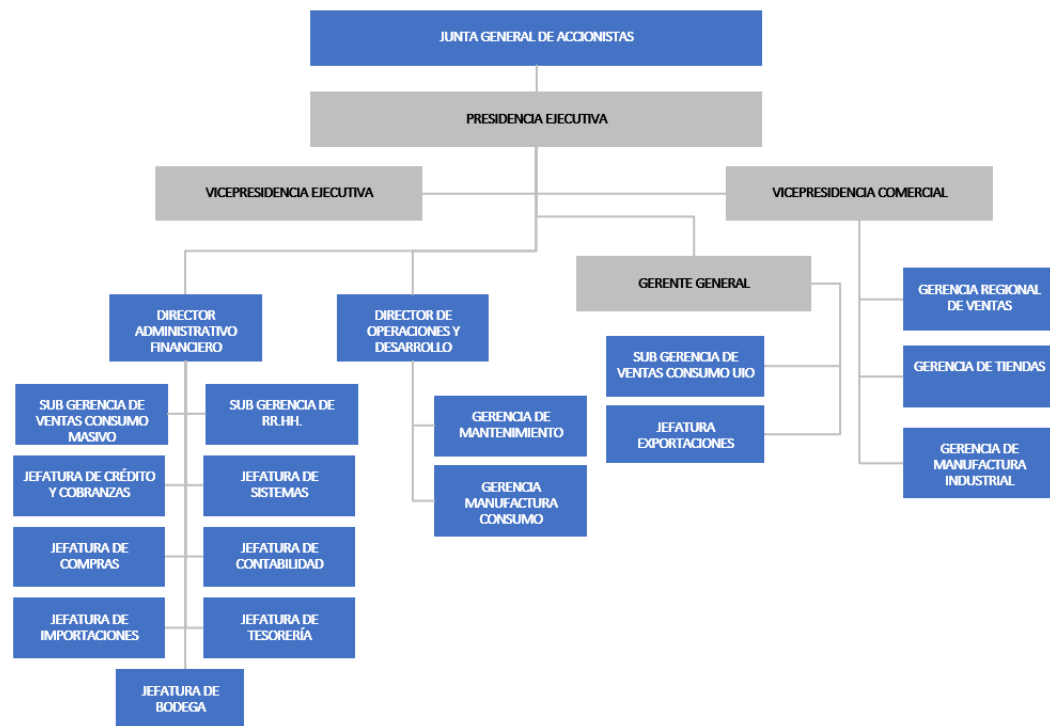 JUNTA GENERAL DE ACCIONISTAS
PRESIDENCIA EJECUTIVA
VICEPRESIDENCIA EJECUTIVA
VICEPRESIDENCIA COMERCIAL
GERENTE GENERAL
GERENCIA REGIONAL
DE VENTAS
DIRECTOR
ADMINISTRATIVO
FINANCIERO
DIRECTOR DE
OPERACIONES Y
DESARROLLO
SUB GERENCIA DE
VENTAS CONSUMO UIO
GERENCIA DE TIENDAS
SUB GERENCIA DE
VENTAS CONSUMO
MASIVO
SUB GERENCIA DE
RR.HH.
GERENCIA DE
MANTENIMIENTO
JEFATURA
EXPORTACIONES
GERENCIA DE
MANUFACTURA
INDUSTRIAL
JEFATURA DE CRÉDITO
Y COBRANZAS
JEFATURA DE
SISTEMAS
GERENCIA
MANUFACTURA
CONSUMO
JEFATURA DE
COMPRAS
JEFATURA DE
CONTABILIDAD
JEFATURA DE
IMPORTACIONES
JEFATURA DE
TESORERÍA
JEFATURA DE
BODEGA